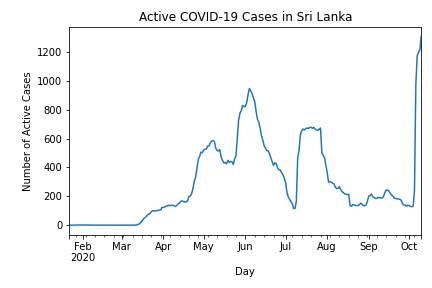 Active COVID-19 Cases in Sri Lanka
Number of Active Cases
1200
1000
800
600
400
200
0
Feb Mar Apr May Jun Jul Aug Sep Oct
2020
Day